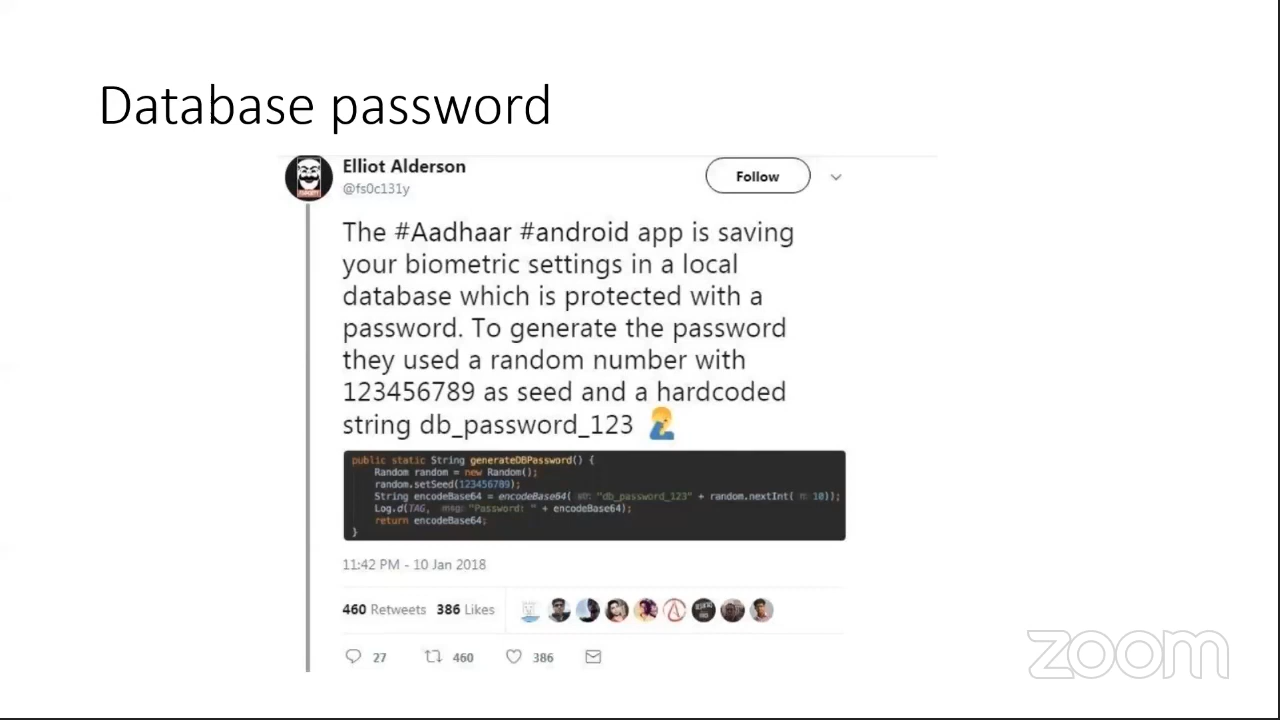 Database password
Elliot Alderson
@fs0c131y
Follow
The #Aadhaar #android app is saving
your biometric settings in a local
database which is protected with a
password. To generate the password
they used a random number with
123456789 as seed and a hardcoded
string db_password_123
public static String generateDBPassword() {
Random random = new Random();
random.setSeed(123456789);
String encodeBase64 = encodeBase64( "db_password_123" + random.nextInt( n: 10));
Log.d(TAG, msg: "Password: " + encodeBase64);
return encodeBase64;
}
11:42 PM - 10 Jan 2018
460 Retweets 386 Likes
27 460 386
zoom